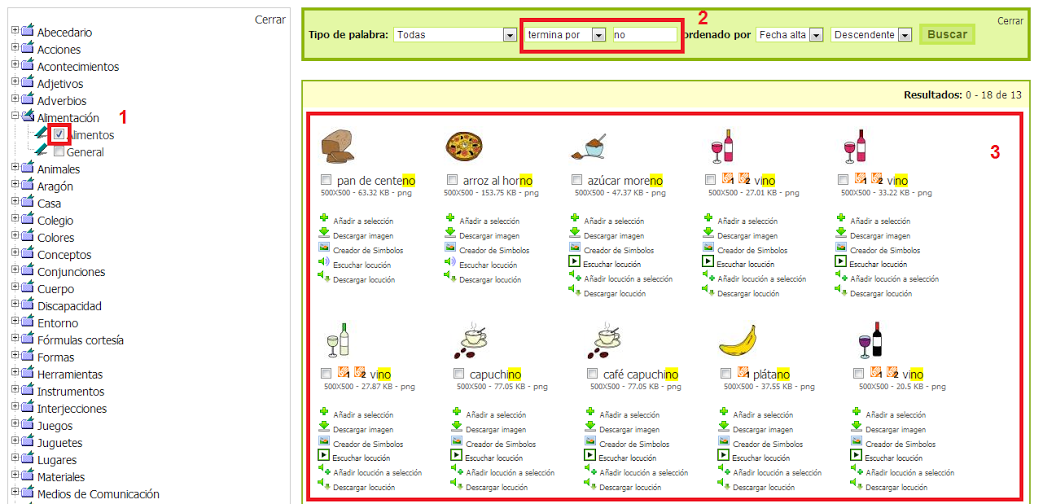 Cerrar
Abecedario
Acciones
Acontecimientos
Adjetivos
Adverbios
Alimentación
1
Alimentos
General
Animales
Aragón
Casa
Colegio
Colores
Conceptos
Conjunciones
Cuerpo
Discapacidad
Entorno
Fórmulas cortesía
Formas
Herramientas
Instrumentos
Interjecciones
Juegos
Juguetes
Lugares
Materiales
Medios de Comunicación
2
Cerrar
Tipo de palabra: Todas termina por no ordenado por Fecha alta Descendente Buscar
Resultados: 0 - 18 de 13
3
pan de centeno arroz al horno azúcar moreno 1 2 vino 1 2 vino
500X500 - 63.32 KB - png 500X500 - 153.75 KB - png 500X500 - 47.37 KB - png 500X500 - 27.01 KB - png 500X500 - 33.22 KB - png
Añadir a selección Añadir a selección Añadir a selección Añadir a selección Añadir a selección
Descargar imagen Descargar imagen Descargar imagen Descargar imagen Descargar imagen
Creador de Simbolos Creador de Simbolos Creador de Simbolos Creador de Simbolos Creador de Simbolos
Escuchar locución Escuchar locución Escuchar locución Escuchar locución Escuchar locución
Descargar locución Descargar locución Añadir locución a selección Añadir locución a selección Añadir locución a selección
Descargar locución Descargar locución Descargar locución
1 2 vino capuchino café capuchino 1 plátano 1 2 vino
500X500 - 27.87 KB - png 500X500 - 77.05 KB - png 500X500 - 77.05 KB - png 500X500 - 37.55 KB - png 500X500 - 20.5 KB - png
Añadir a selección Añadir a selección Añadir a selección Añadir a selección Añadir a selección
Descargar imagen Descargar imagen Descargar imagen Descargar imagen Descargar imagen
Creador de Simbolos Creador de Simbolos Creador de Simbolos Creador de Simbolos Creador de Simbolos
Escuchar locución Escuchar locución Escuchar locución Escuchar locución Escuchar locución
Añadir locución a selección Añadir locución a selección Añadir locución a selección Añadir locución a selección Añadir locución a selección
Descargar locución Descargar locución Descargar locución Descargar locución Descargar locución